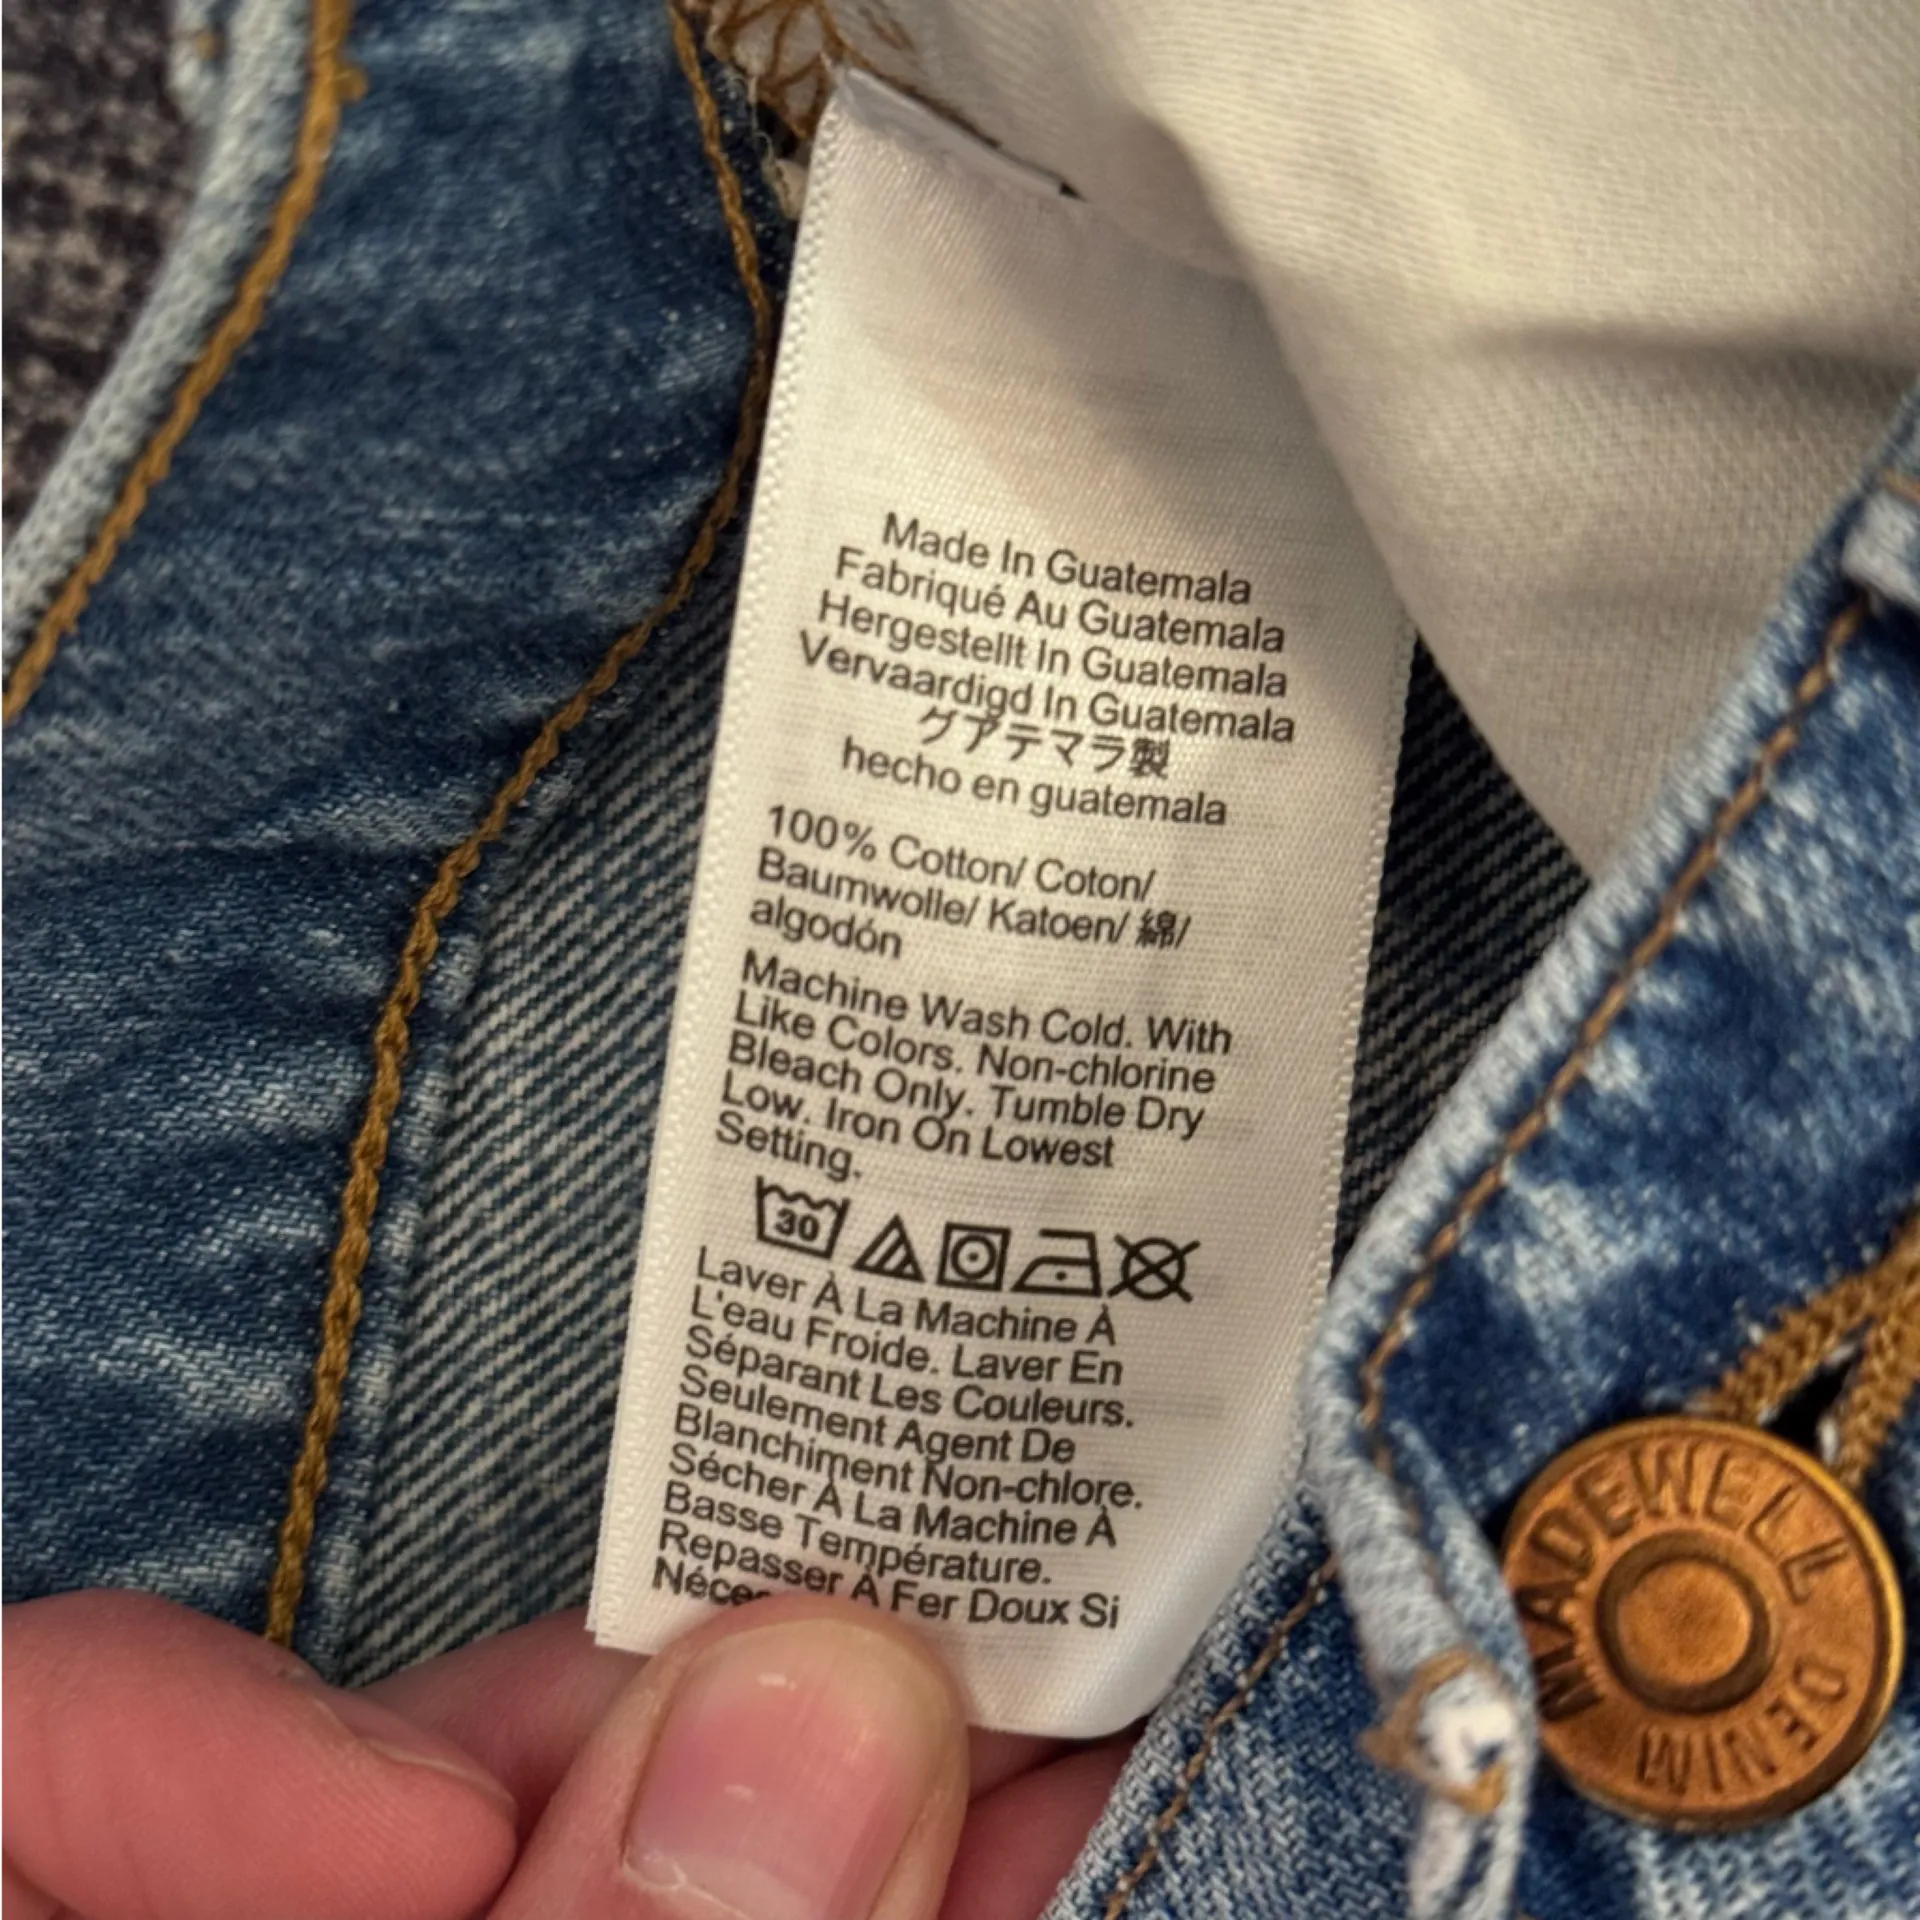 Made In Guatemala
Fabriqué Au Guatemala
Hergestellt In Guatemala
Vervaardigd In Guatemala
グアテマラ製
hecho en guatemala
100% Cotton/ Coton/
Baumwolle/ Katoen/ 綿/
algodón
Machine Wash Cold. With
Like Colors. Non-chlorine
Bleach Only. Tumble Dry
Low. Iron On Lowest
Setting.
30
Laver À La Machine À
L'eau Froide. Laver En
Séparant Les Couleurs.
Seulement Agent De
Blanchiment Non-chlore.
Sécher À La Machine À
Basse Température.
Repasser À Fer Doux Si
MADEWELL
DENIM